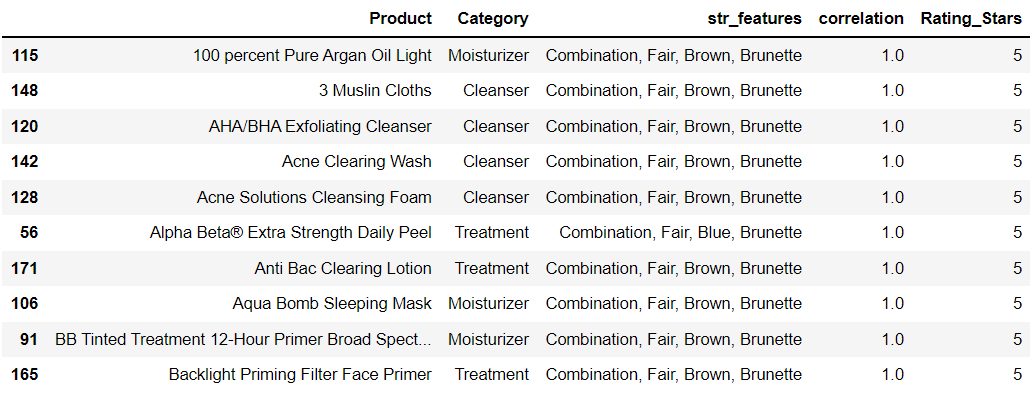 Product Category str_features correlation Rating_Stars
115 100 percent Pure Argan Oil Light Moisturizer Combination, Fair, Brown, Brunette 1.0 5
148 3 Muslin Cloths Cleanser Combination, Fair, Brown, Brunette 1.0 5
120 AHA/BHA Exfoliating Cleanser Cleanser Combination, Fair, Brown, Brunette 1.0 5
142 Acne Clearing Wash Cleanser Combination, Fair, Brown, Brunette 1.0 5
128 Acne Solutions Cleansing Foam Cleanser Combination, Fair, Brown, Brunette 1.0 5
56 Alpha Beta® Extra Strength Daily Peel Treatment Combination, Fair, Blue, Brunette 1.0 5
171 Anti Bac Clearing Lotion Treatment Combination, Fair, Brown, Brunette 1.0 5
106 Aqua Bomb Sleeping Mask Moisturizer Combination, Fair, Brown, Brunette 1.0 5
91 BB Tinted Treatment 12-Hour Primer Broad Spect... Moisturizer Combination, Fair, Brown, Brunette 1.0 5
165 Backlight Priming Filter Face Primer Treatment Combination, Fair, Brown, Brunette 1.0 5